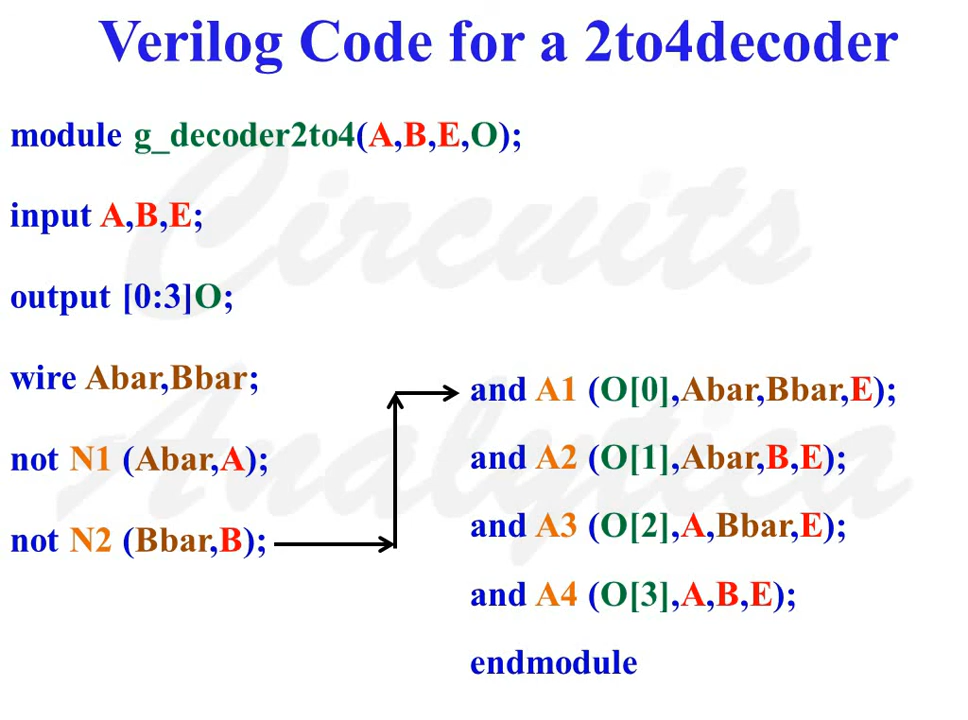 Verilog Code for a 2to4decoder
module g_decoder2to4(A,B,E,O);
input A,B,E;
output [0:3]O;
wire Abar,Bbar;
not N1 (Abar,A);
not N2 (Bbar,B);
and A1 (O[0],Abar,Bbar,E);
and A2 (O[1],Abar,B,E);
and A3 (O[2],A,Bbar,E);
and A4 (O[3],A,B,E);
endmodule
Circuits
Analytica